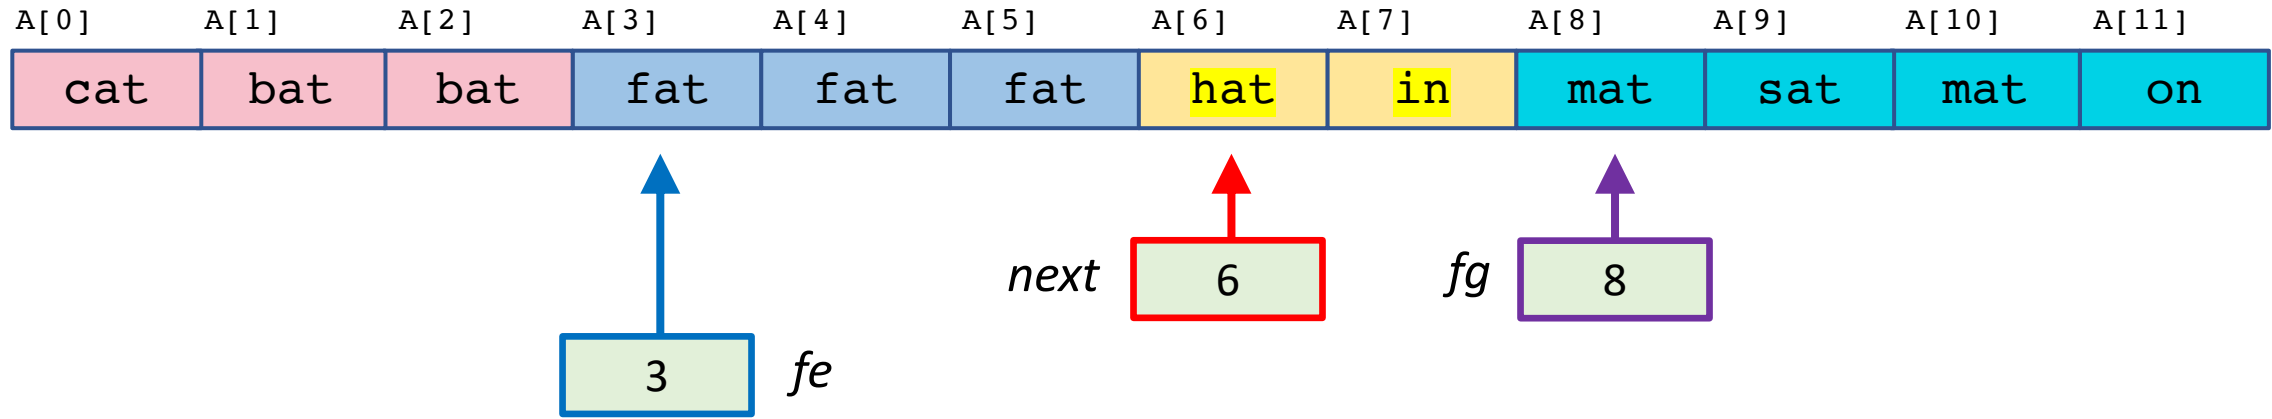 A[0] A[1] A[2] A[3] A[4] A[5] A[6] A[7] A[8] A[9] A[10] A[11]
cat bat bat fat fat fat hat in mat sat mat on
next 6 fg 8
3 fe